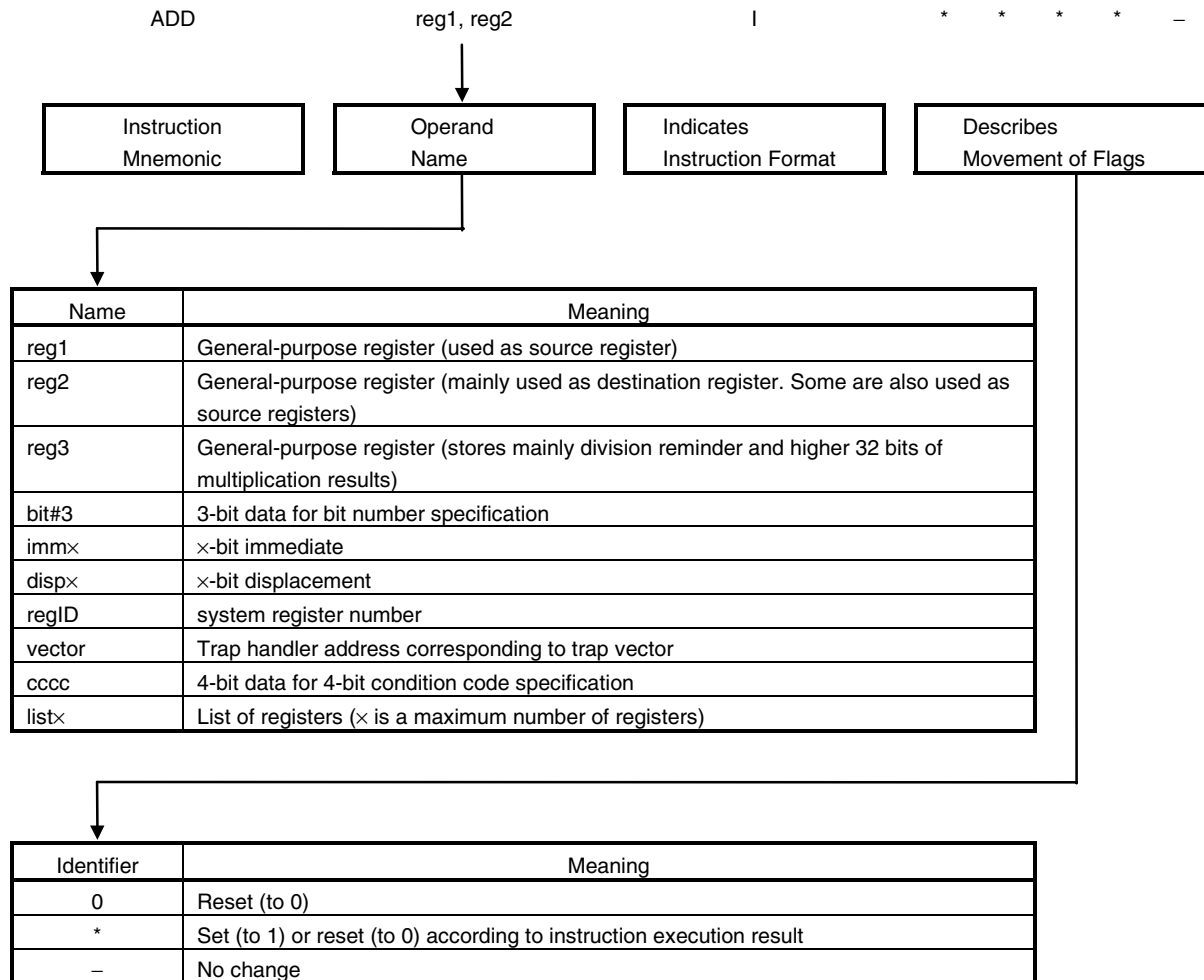 ADD reg1, reg2 I * * * * –
Instruction
Mnemonic
Operand
Name
Indicates
Instruction Format
Describes
Movement of Flags
Name Meaning
reg1 General-purpose register (used as source register)
reg2 General-purpose register (mainly used as destination register. Some are also used as
source registers)
reg3 General-purpose register (stores mainly division reminder and higher 32 bits of
multiplication results)
bit#3 3-bit data for bit number specification
imm× ×-bit immediate
disp× ×-bit displacement
regID system register number
vector Trap handler address corresponding to trap vector
cccc 4-bit data for 4-bit condition code specification
list× List of registers (× is a maximum number of registers)
Identifier Meaning
0 Reset (to 0)
* Set (to 1) or reset (to 0) according to instruction execution result
– No change